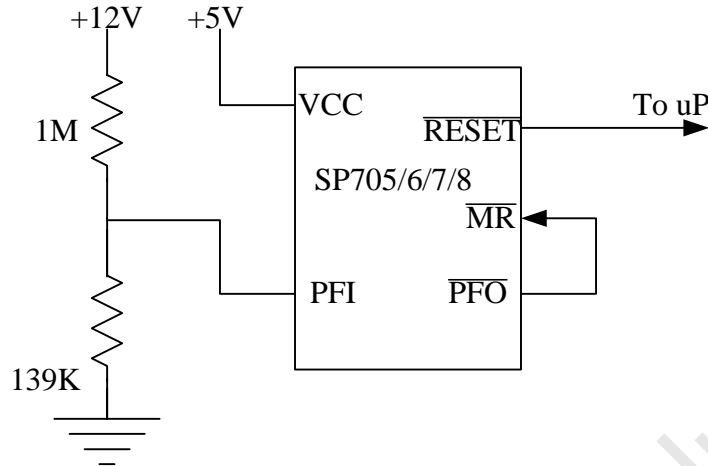 +12V
+5V
VCC
1M
RESET
To uP
SP705/6/7/8
MR
PFI
PFO
139K